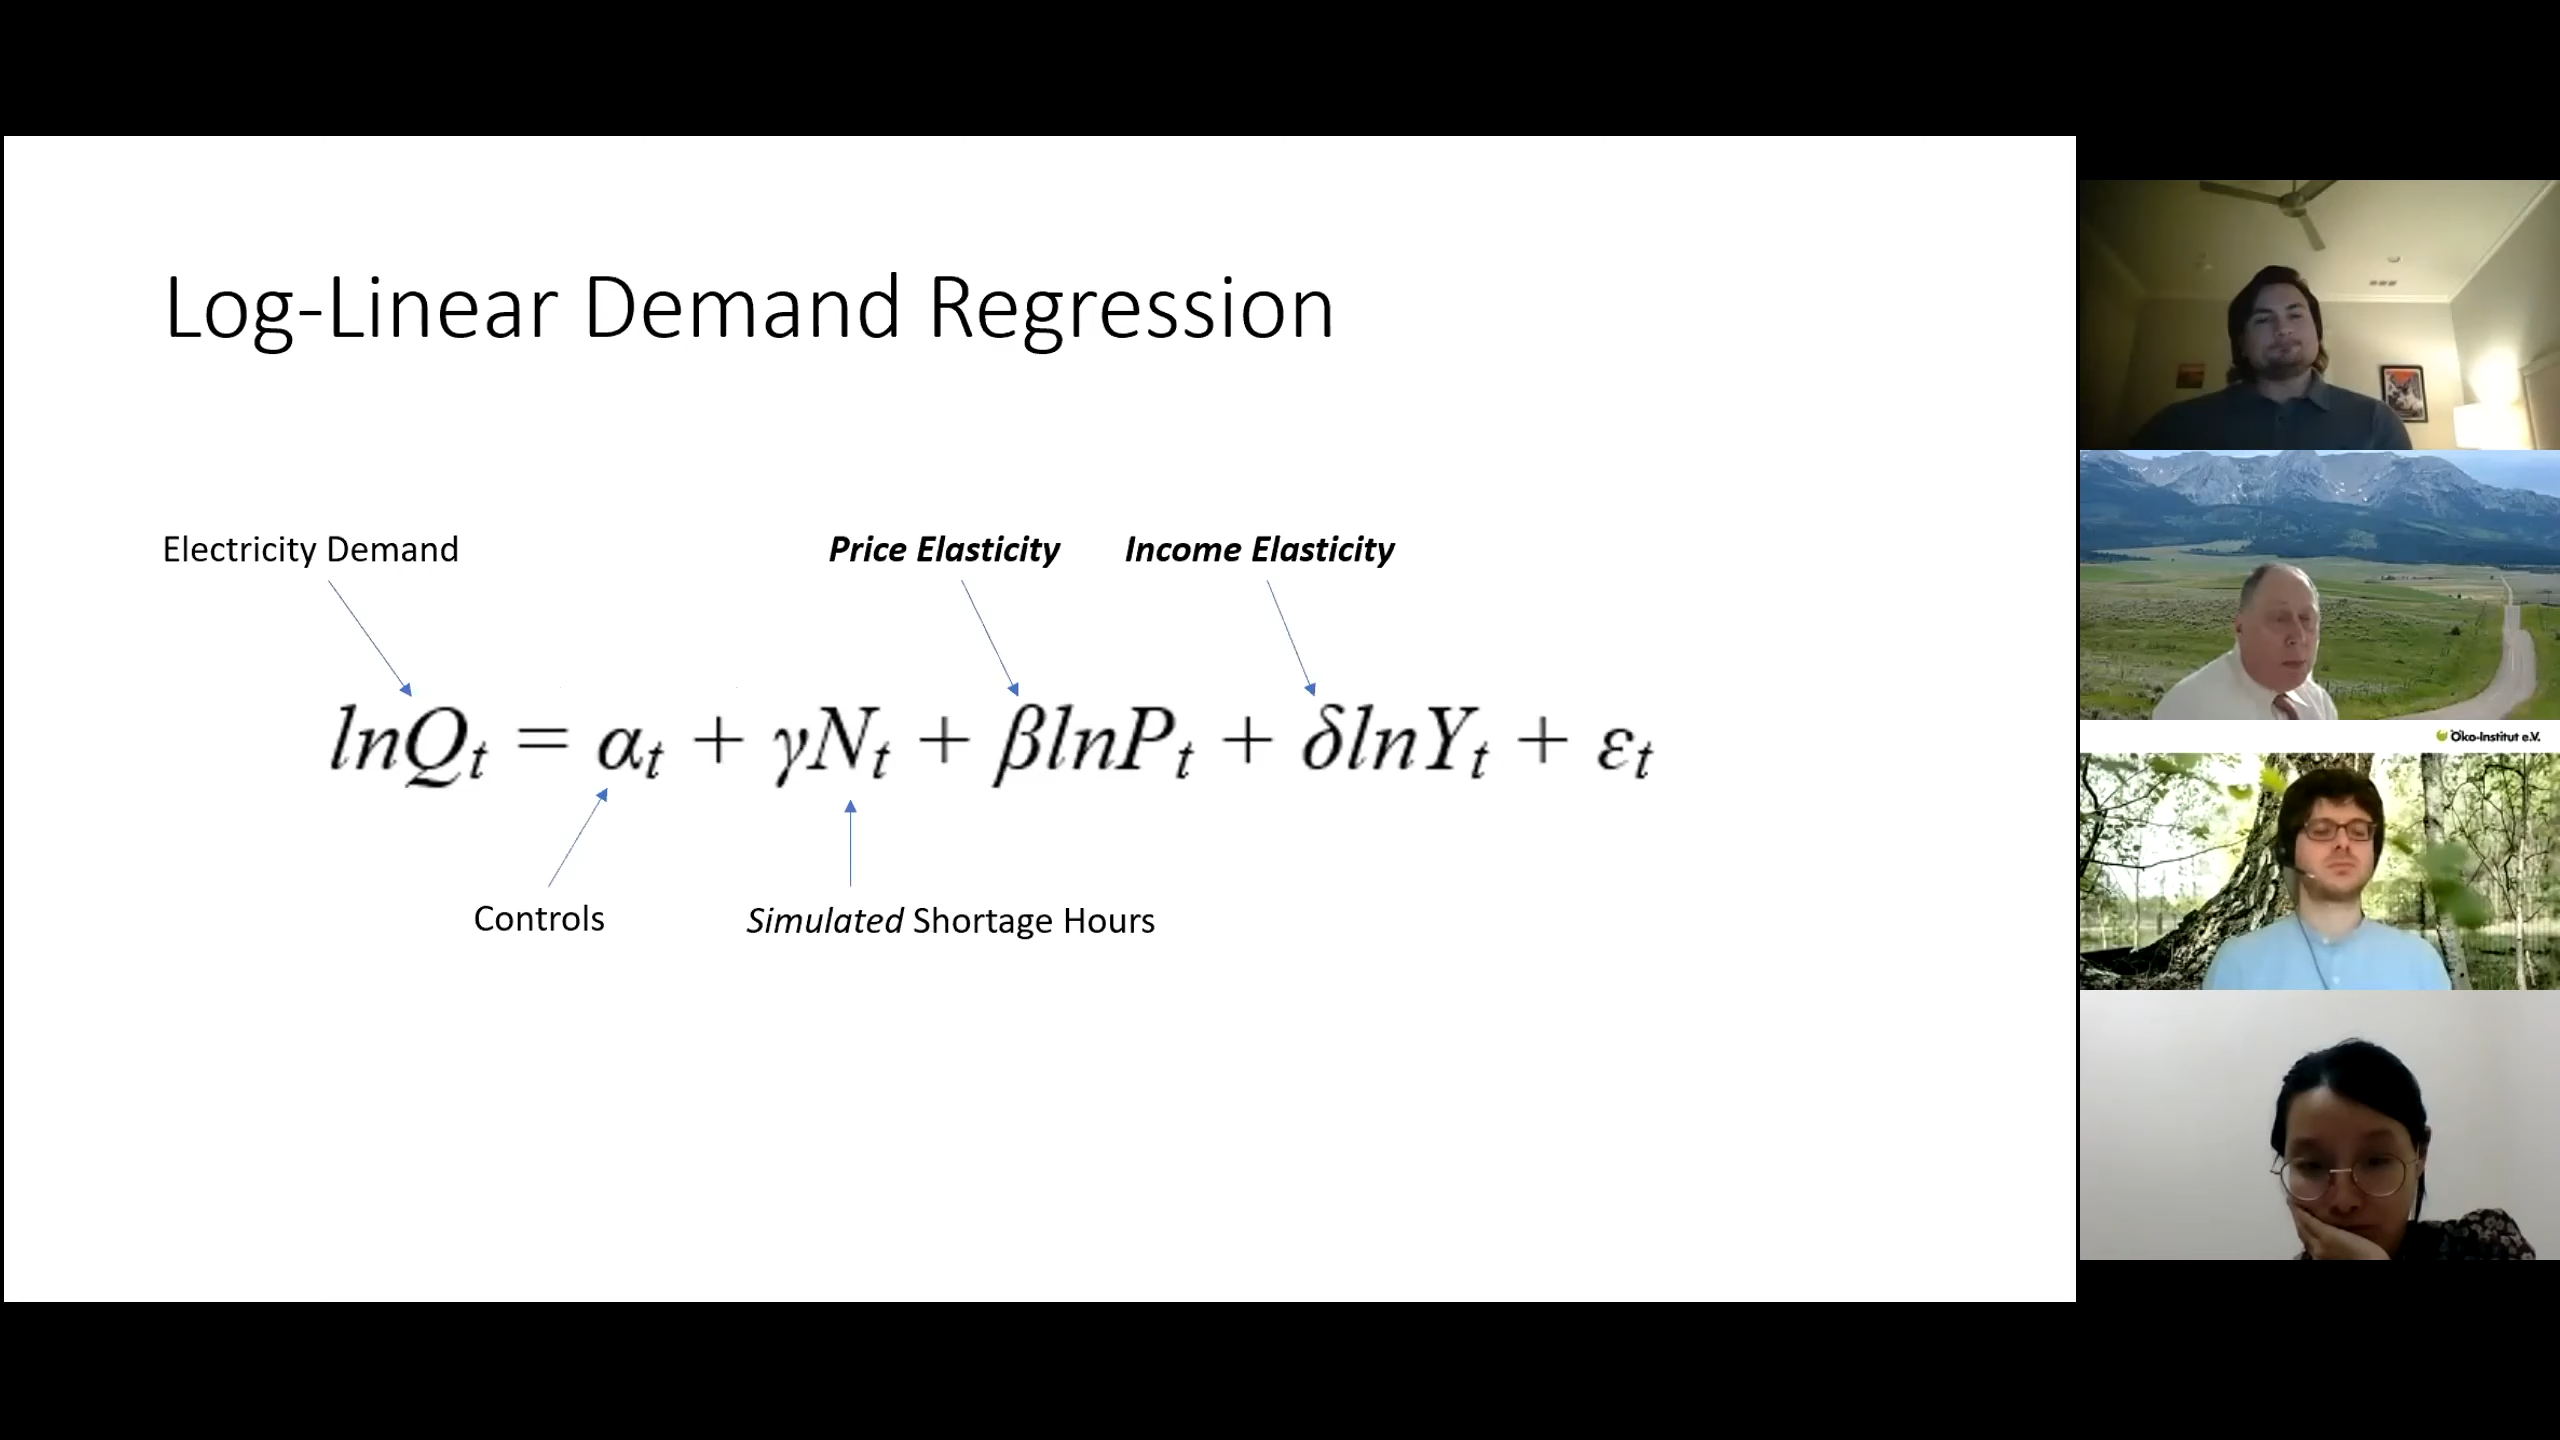 Log-Linear Demand Regression
Electricity Demand
Price Elasticity
Income Elasticity
lnQₜ = αₜ + γNₜ + βlnPₜ + δlnYₜ + εₜ
Controls
Simulated Shortage Hours
Öko-Institut e.V.